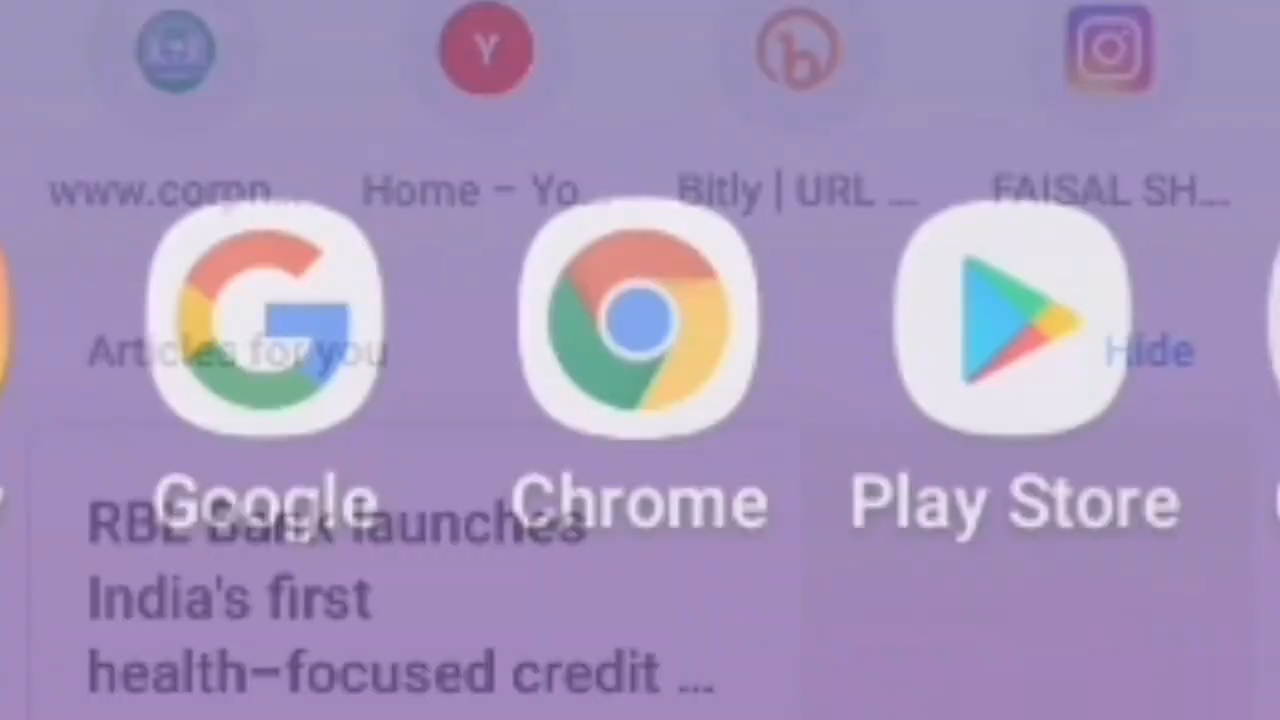 Y
www.corpn...
Home – Yo...
Bitly | URL ...
FAISAL SH...
Articles for you
Hide
Google
Chrome
Play Store
RBL Bank launches
India's first
health-focused credit ...